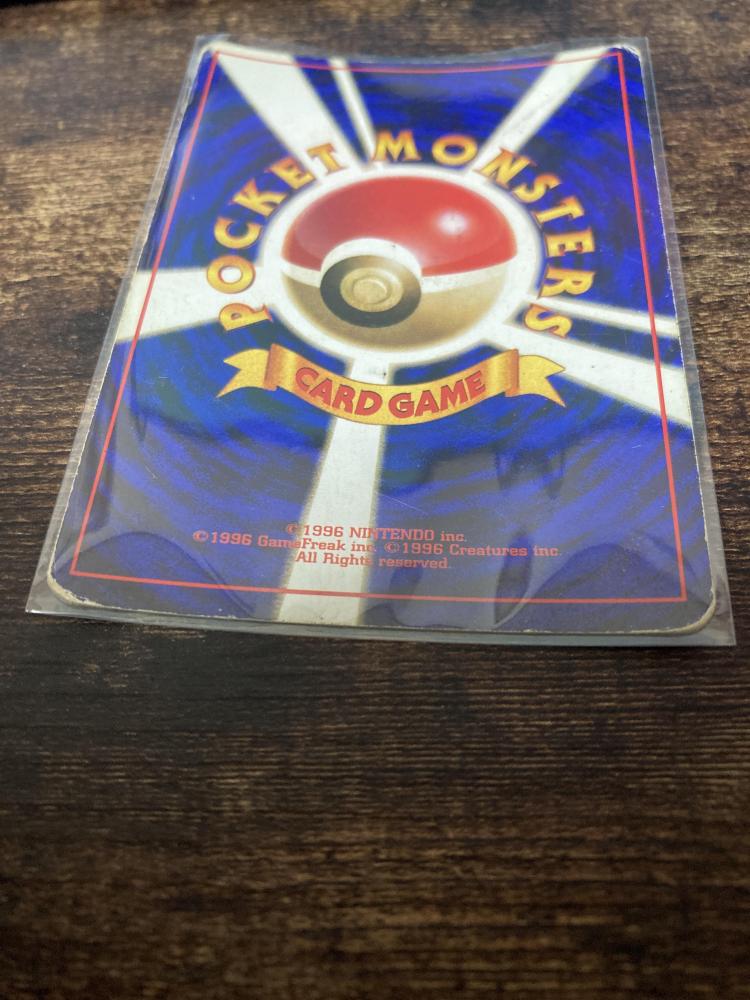 POCKET MONSTERS
CARD GAME
©1996 NINTENDO inc.
©1996 GameFreak inc. ©1996 Creatures inc.
All Rights reserved.